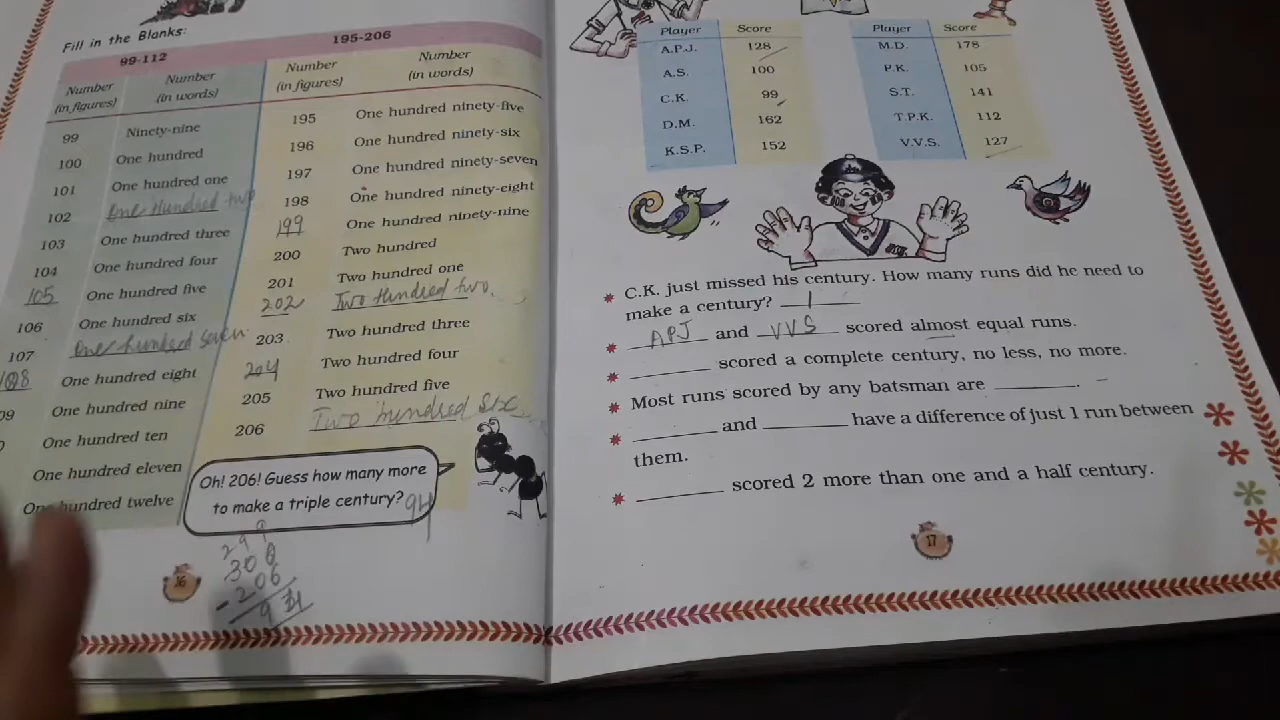 Fill in the Blanks:
99-112
195-206
Number (in figures)
Number (in words)
Number (in figures)
Number (in words)
99 Ninety-nine 195 One hundred ninety-five
100 One hundred 196 One hundred ninety-six
101 One hundred one 197 One hundred ninety-seven
102 One Hundred two 198 One hundred ninety-eight
103 One hundred three 199 One hundred ninety-nine
104 One hundred four 200 Two hundred
105 One hundred five 201 Two hundred one
106 One hundred six 202 Two Hundred two.
107 One hundred seven 203 Two hundred three
108 One hundred eight 204 Two hundred four
09 One hundred nine 205 Two hundred five
One hundred ten 206 Two hundred six
One hundred eleven
One hundred twelve
Oh! 206! Guess how many more
to make a triple century? 94
300
- 206
94
16
Player Score Player Score
A.P.J. 128 M.D. 178
A.S. 100 P.K. 105
C.K. 99 S.T. 141
D.M. 162 T.P.K. 112
K.S.P. 152 V.V.S. 127
C.K. just missed his century. How many runs did he need to
make a century? 1
APJ and VVS scored almost equal runs.
________ scored a complete century, no less, no more.
Most runs scored by any batsman are ________.
________ and ________ have a difference of just 1 run between
them.
________ scored 2 more than one and a half century.
17